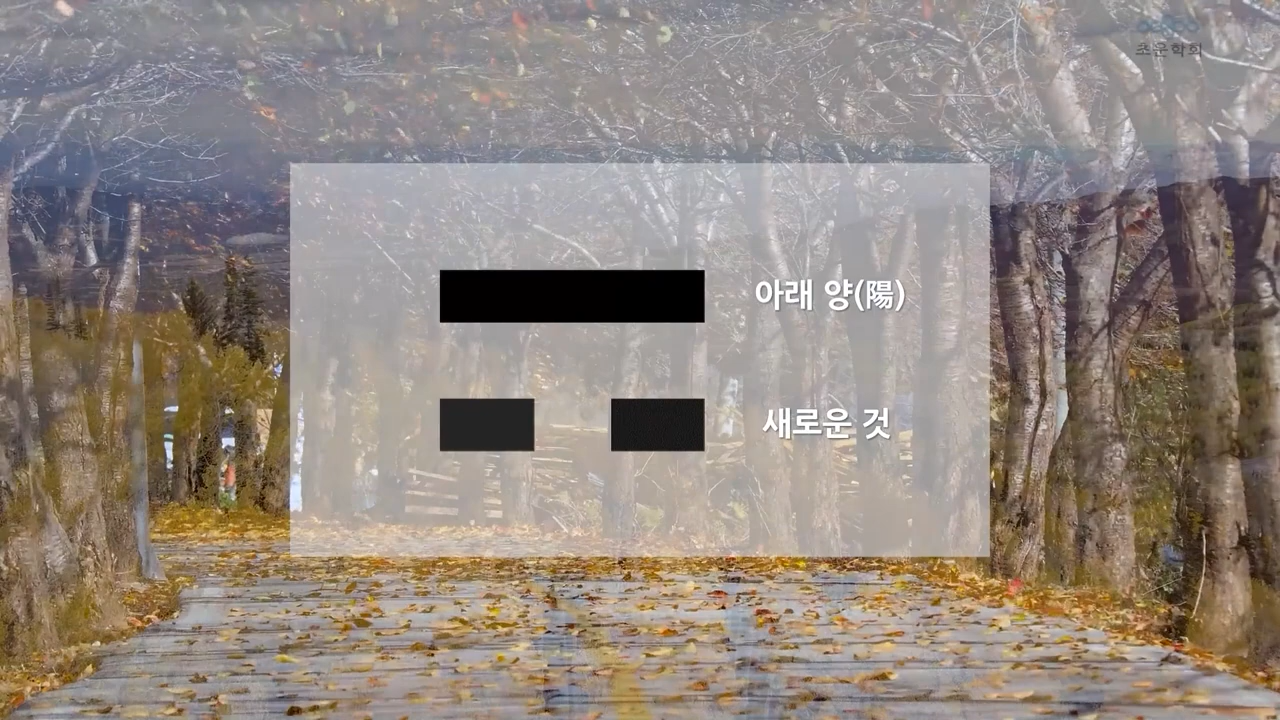 초운학회
아래 양(陽)
새로운 것